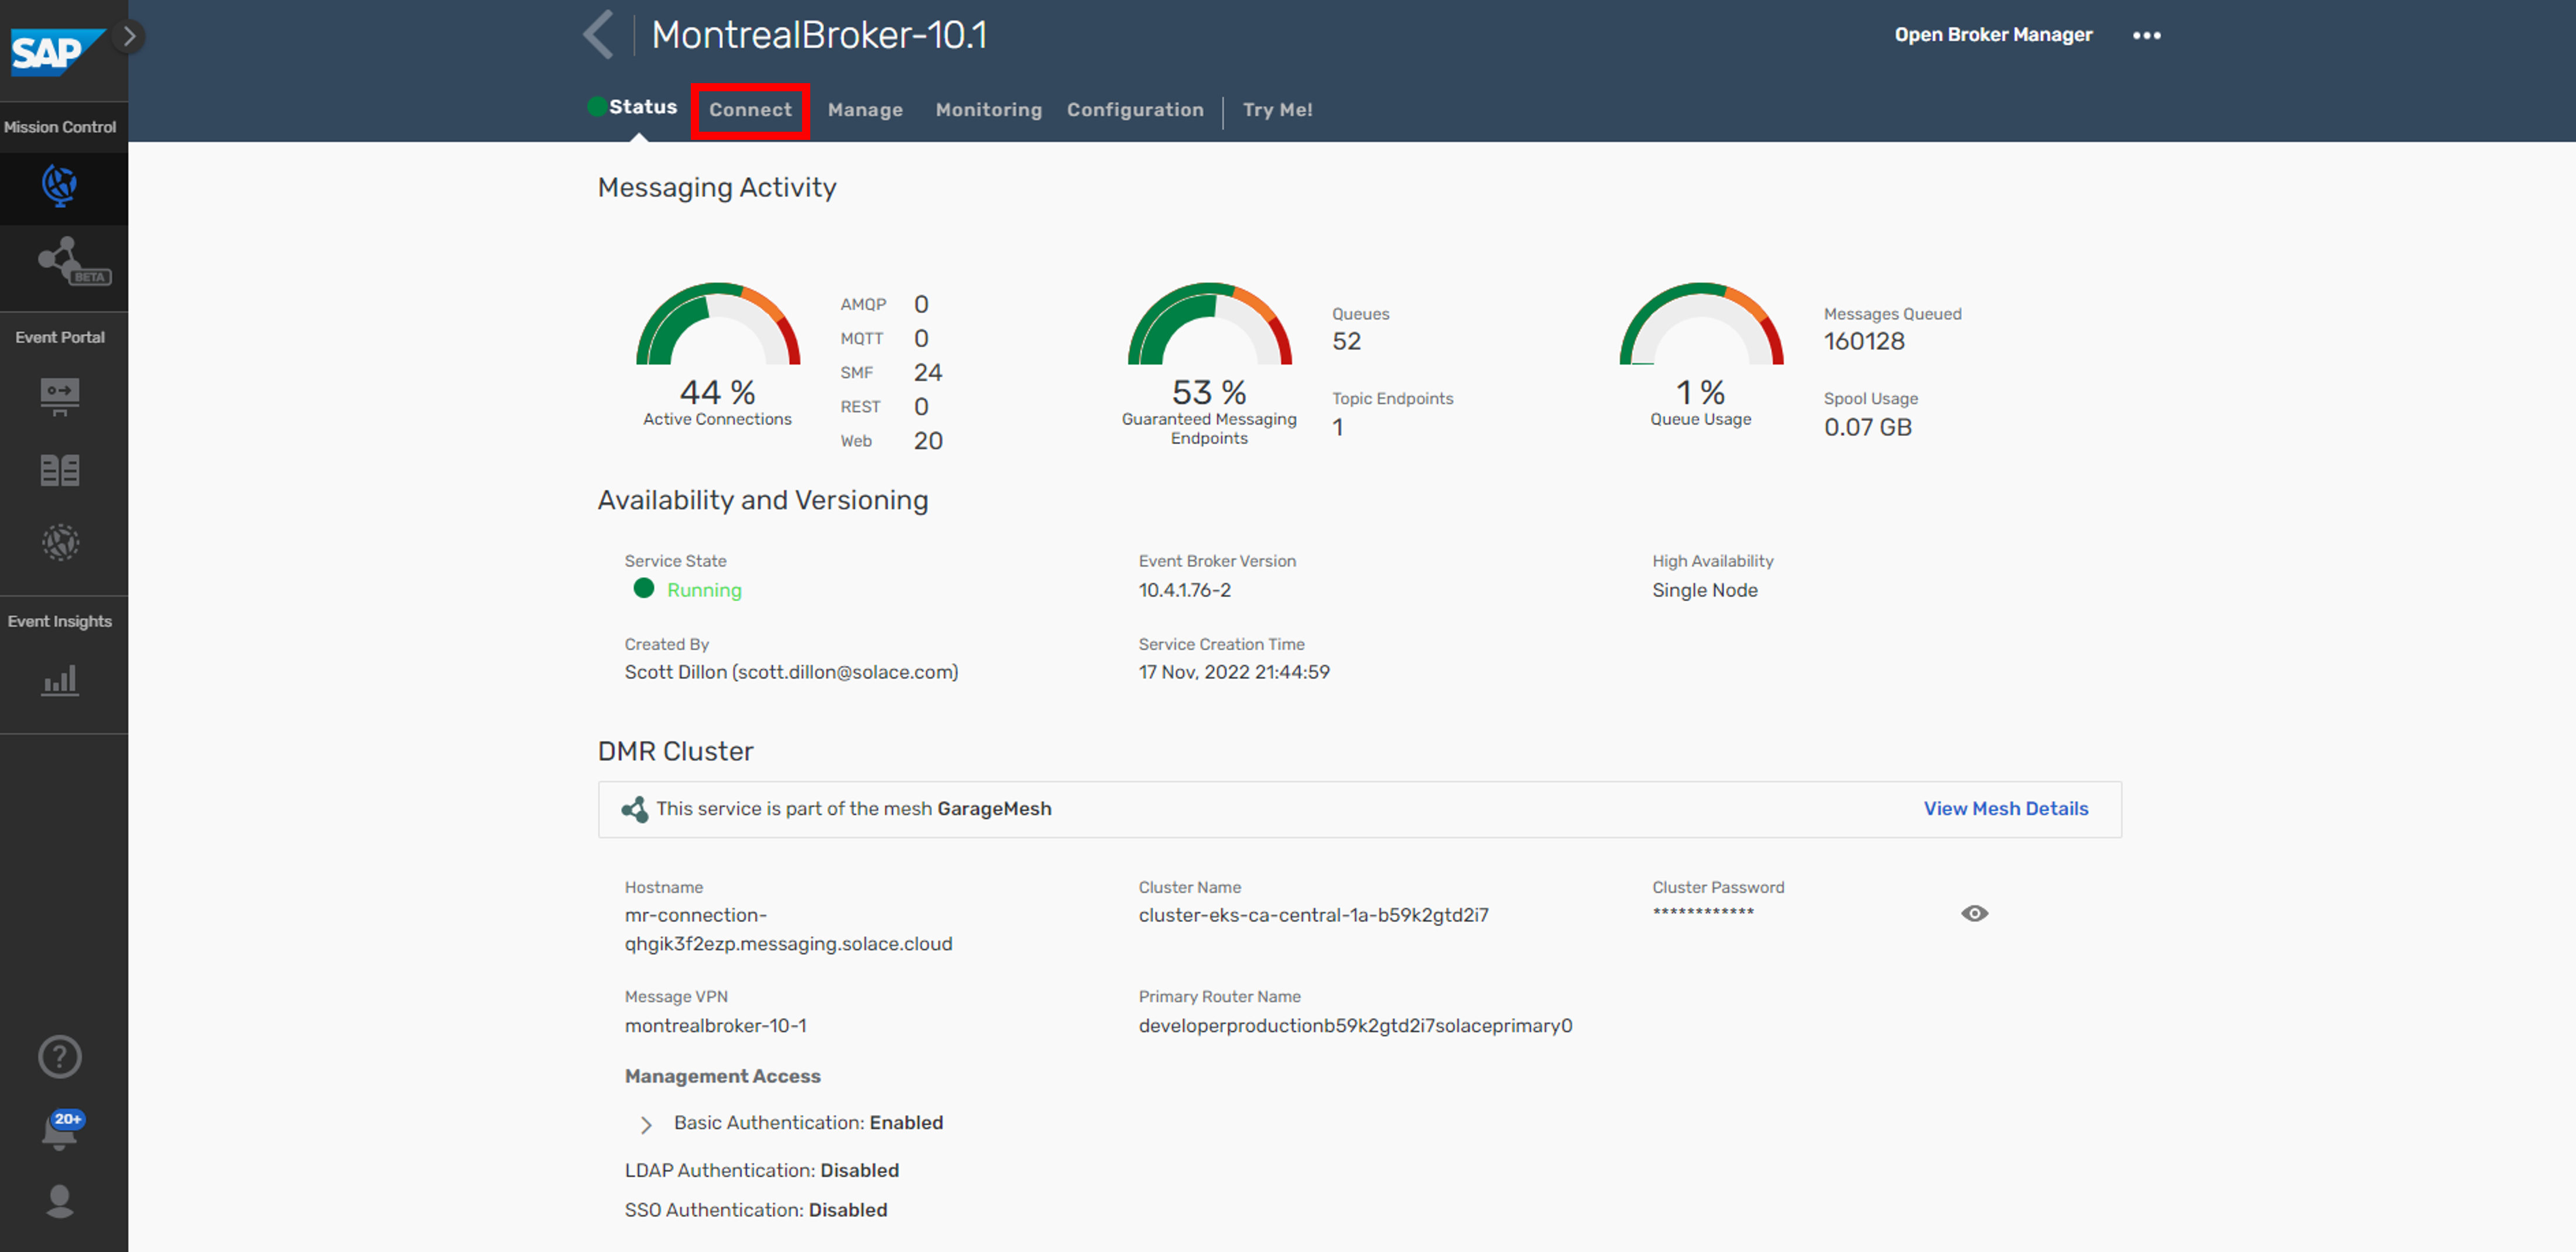 SAP
MontrealBroker-10.1
Open Broker Manager
Status
Connect
Manage
Monitoring
Configuration
Try Me!
Mission Control
BETA
Event Portal
Event Insights
20+
Messaging Activity
44 %
Active Connections
AMQP 0
MQTT 0
SMF 24
REST 0
Web 20
53 %
Guaranteed Messaging
Endpoints
Queues
52
Topic Endpoints
1
1 %
Queue Usage
Messages Queued
160128
Spool Usage
0.07 GB
Availability and Versioning
Service State
Running
Event Broker Version
10.4.1.76-2
High Availability
Single Node
Created By
Scott Dillon (scott.dillon@solace.com)
Service Creation Time
17 Nov, 2022 21:44:59
DMR Cluster
This service is part of the mesh GarageMesh
View Mesh Details
Hostname
mr-connection-
qhgik3f2ezp.messaging.solace.cloud
Cluster Name
cluster-eks-ca-central-1a-b59k2gtd2i7
Cluster Password
************
Message VPN
montrealbroker-10-1
Primary Router Name
developerproductionb59k2gtd2i7solaceprimary0
Management Access
Basic Authentication: Enabled
LDAP Authentication: Disabled
SSO Authentication: Disabled